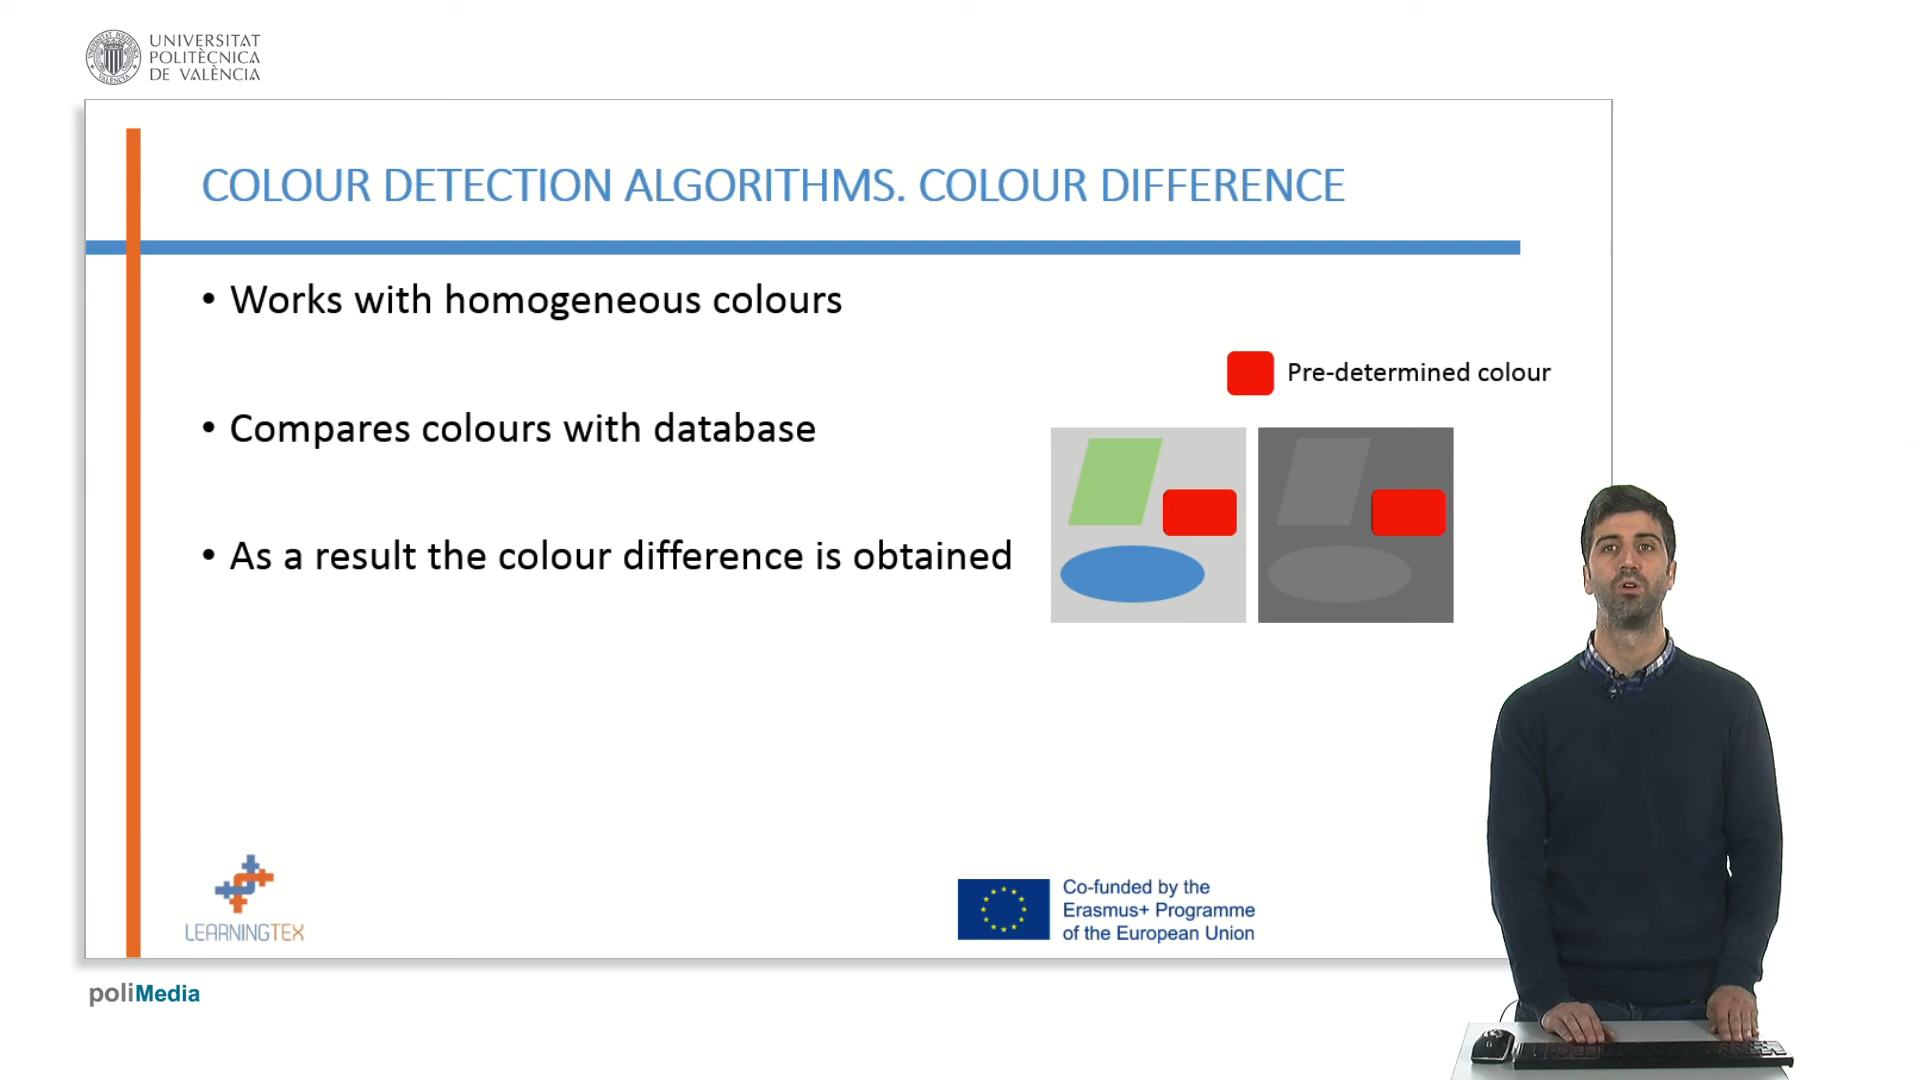 UNIVERSITAT
POLITÈCNICA
DE VALÈNCIA
COLOUR DETECTION ALGORITHMS. COLOUR DIFFERENCE
• Works with homogeneous colours
Pre-determined colour
• Compares colours with database
• As a result the colour difference is obtained
LEARNINGTEX
Co-funded by the
Erasmus+ Programme
of the European Union
poliMedia